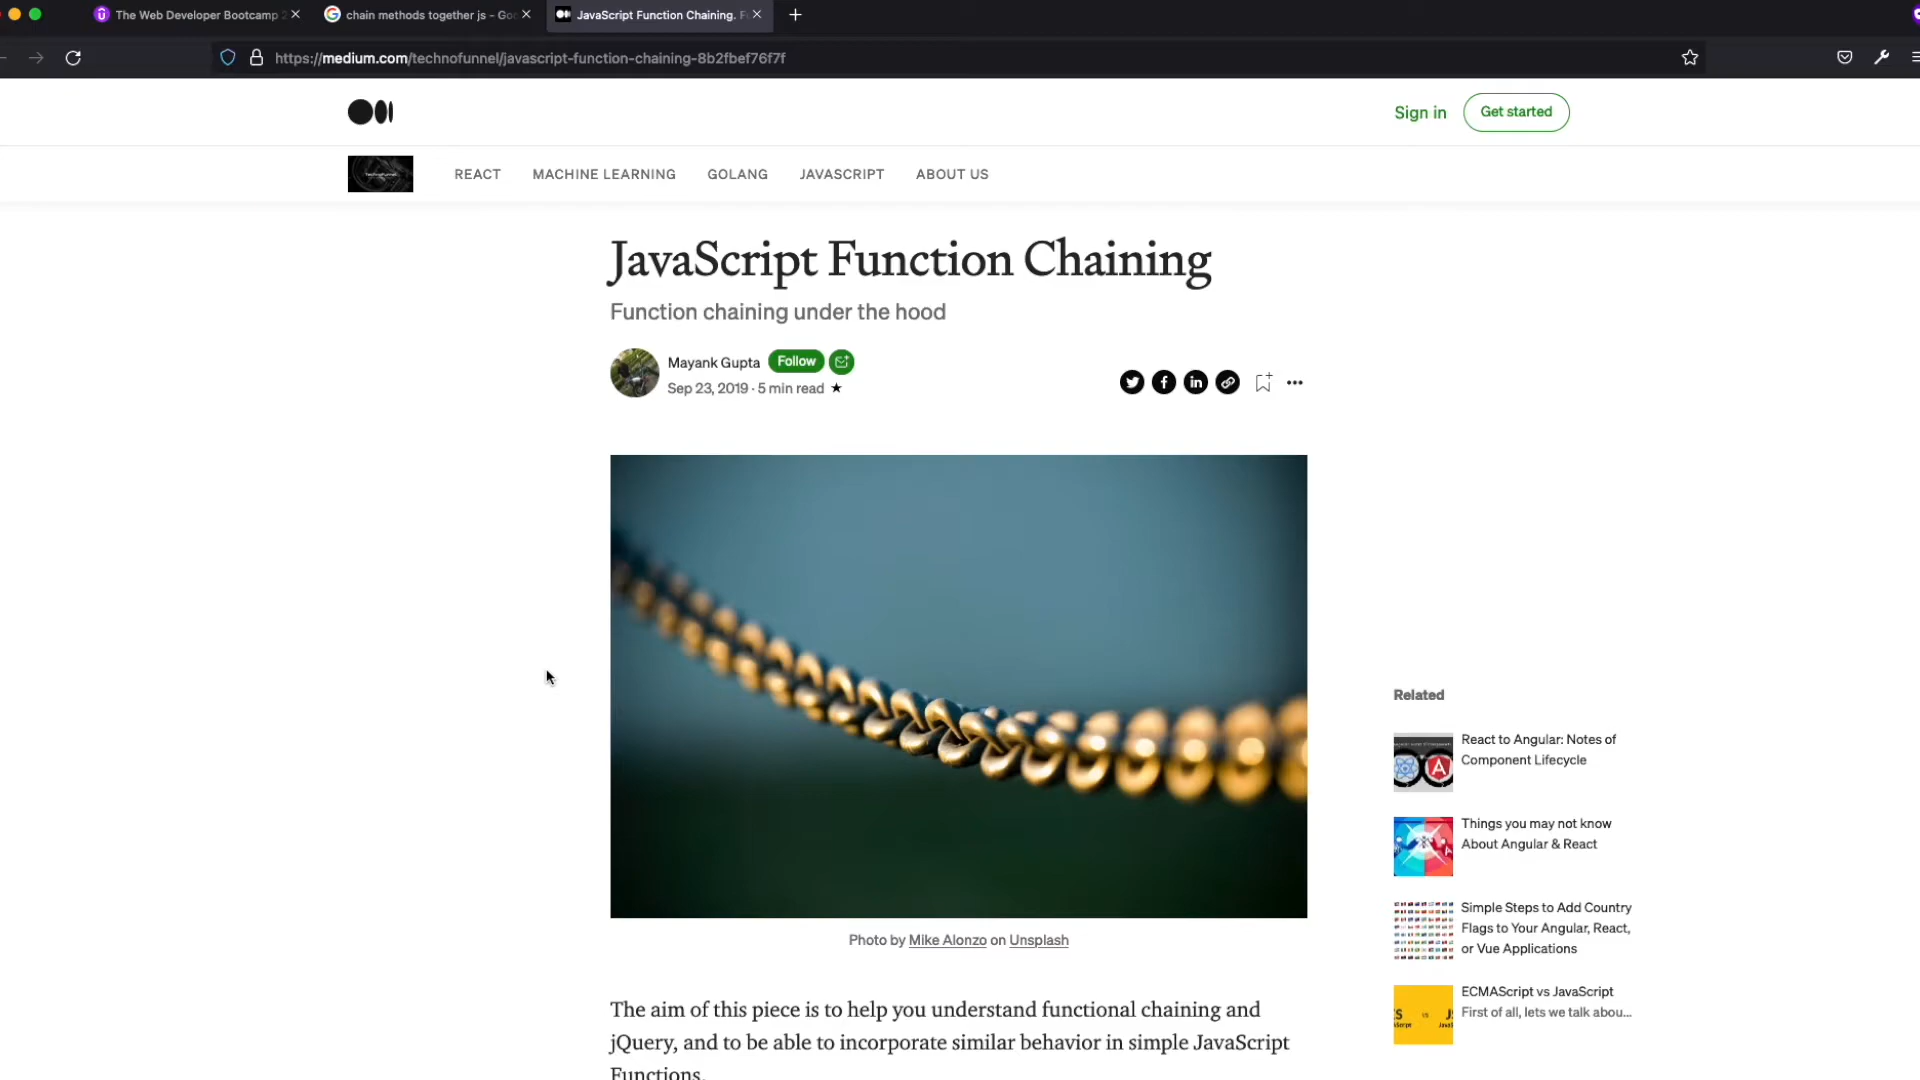 The Web Developer Bootcamp 2
chain methods together js - Goo
JavaScript Function Chaining. F
https://medium.com/technofunnel/javascript-function-chaining-8b2fbef76f7f
Sign in
Get started
REACT
MACHINE LEARNING
GOLANG
JAVASCRIPT
ABOUT US
JavaScript Function Chaining
Function chaining under the hood
Mayank Gupta
Follow
Sep 23, 2019 · 5 min read ★
Photo by Mike Alonzo on Unsplash
The aim of this piece is to help you understand functional chaining and
jQuery, and to be able to incorporate similar behavior in simple JavaScript
Functions.
Related
React to Angular: Notes of
Component Lifecycle
Things you may not know
About Angular & React
Simple Steps to Add Country
Flags to Your Angular, React,
or Vue Applications
ECMAScript vs JavaScript
First of all, lets we talk abou...